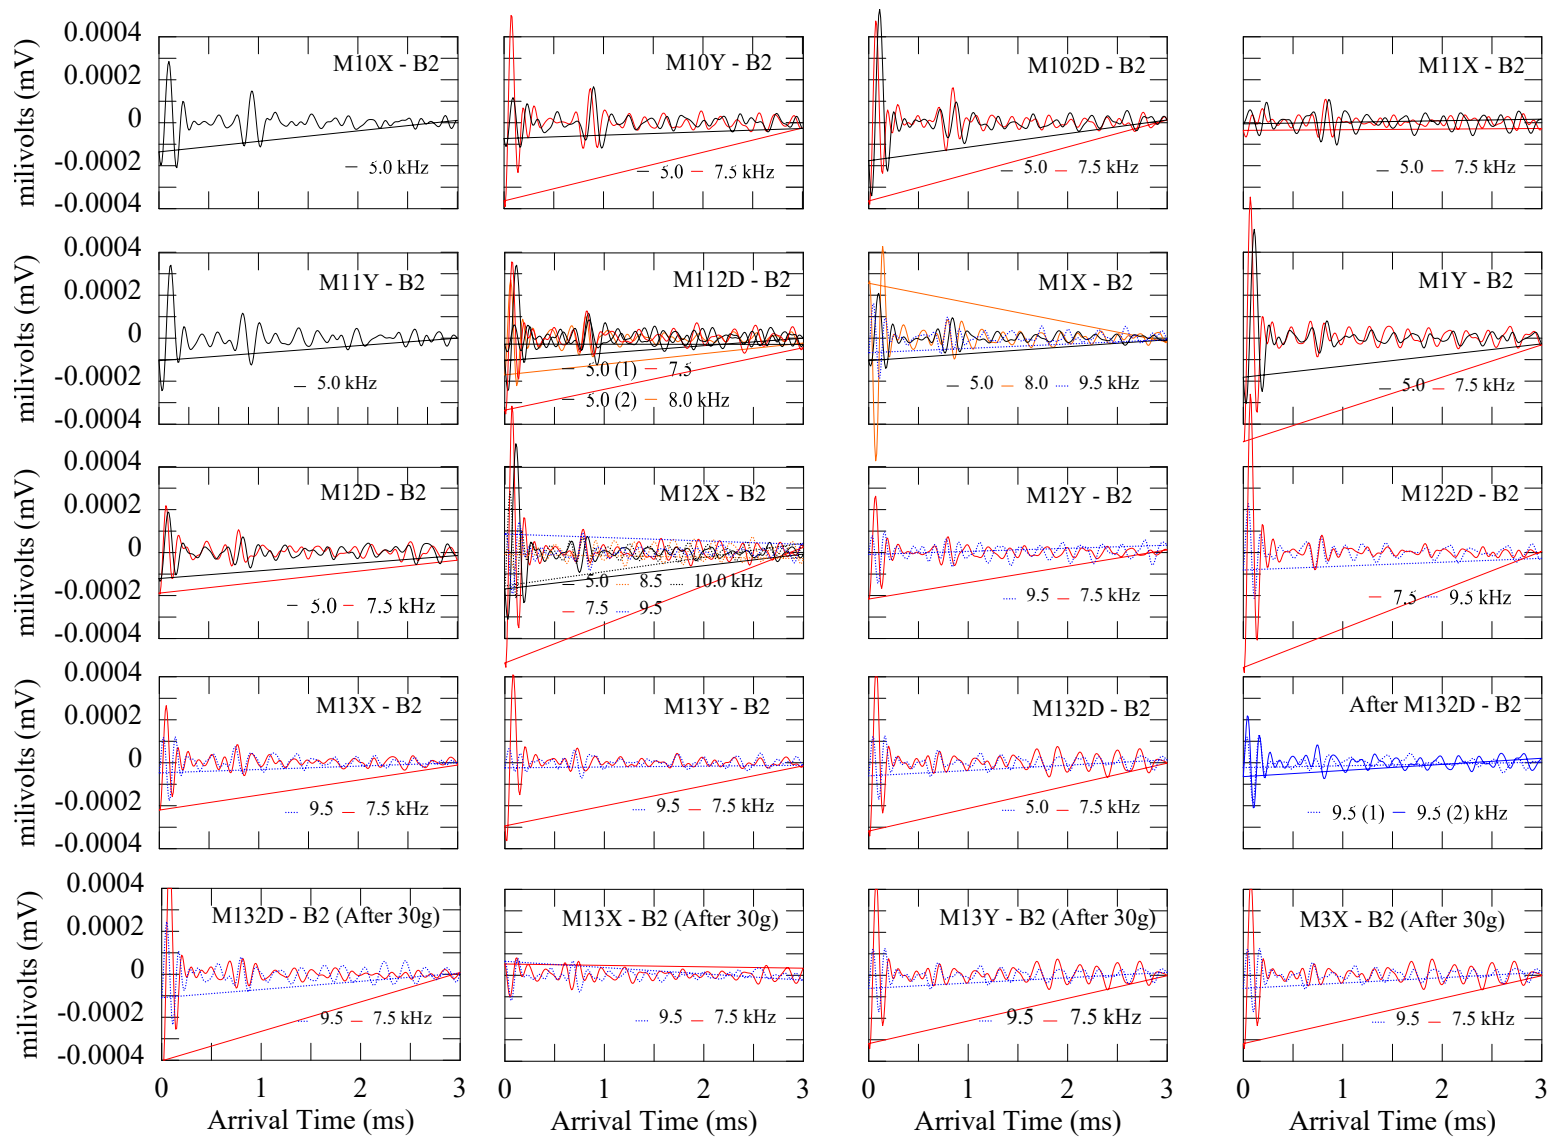 0.0004
0.0002
0
-0.0002
-0.0004
milivolts (mV)
M10X - B2
5.0 kHz
M10Y - B2
5.0 7.5 kHz
M102D - B2
5.0 7.5 kHz
M11X - B2
5.0 7.5 kHz
0.0004
0.0002
0
-0.0002
-0.0004
milivolts (mV)
M11Y - B2
5.0 kHz
M112D - B2
5.0 (1) 7.5
5.0 (2) 8.0 kHz
M1X - B2
5.0 8.0 9.5 kHz
M1Y - B2
5.0 7.5 kHz
0.0004
0.0002
0
-0.0002
-0.0004
milivolts (mV)
M12D - B2
5.0 7.5 kHz
M12X - B2
5.0 8.5 10.0 kHz
7.5 9.5
M12Y - B2
9.5 7.5 kHz
M122D - B2
7.5 9.5 kHz
0.0004
0.0002
0
-0.0002
-0.0004
milivolts (mV)
M13X - B2
9.5 7.5 kHz
M13Y - B2
9.5 7.5 kHz
M132D - B2
5.0 7.5 kHz
After M132D - B2
9.5 (1) 9.5 (2) kHz
0.0004
0.0002
0
-0.0002
-0.0004
milivolts (mV)
M132D - B2 (After 30g)
9.5 7.5 kHz
M13X - B2 (After 30g)
9.5 7.5 kHz
M13Y - B2 (After 30g)
9.5 7.5 kHz
M3X - B2 (After 30g)
9.5 7.5 kHz
0 1 2 3
0 1 2 3
0 1 2 3
0 1 2 3
Arrival Time (ms)
Arrival Time (ms)
Arrival Time (ms)
Arrival Time (ms)